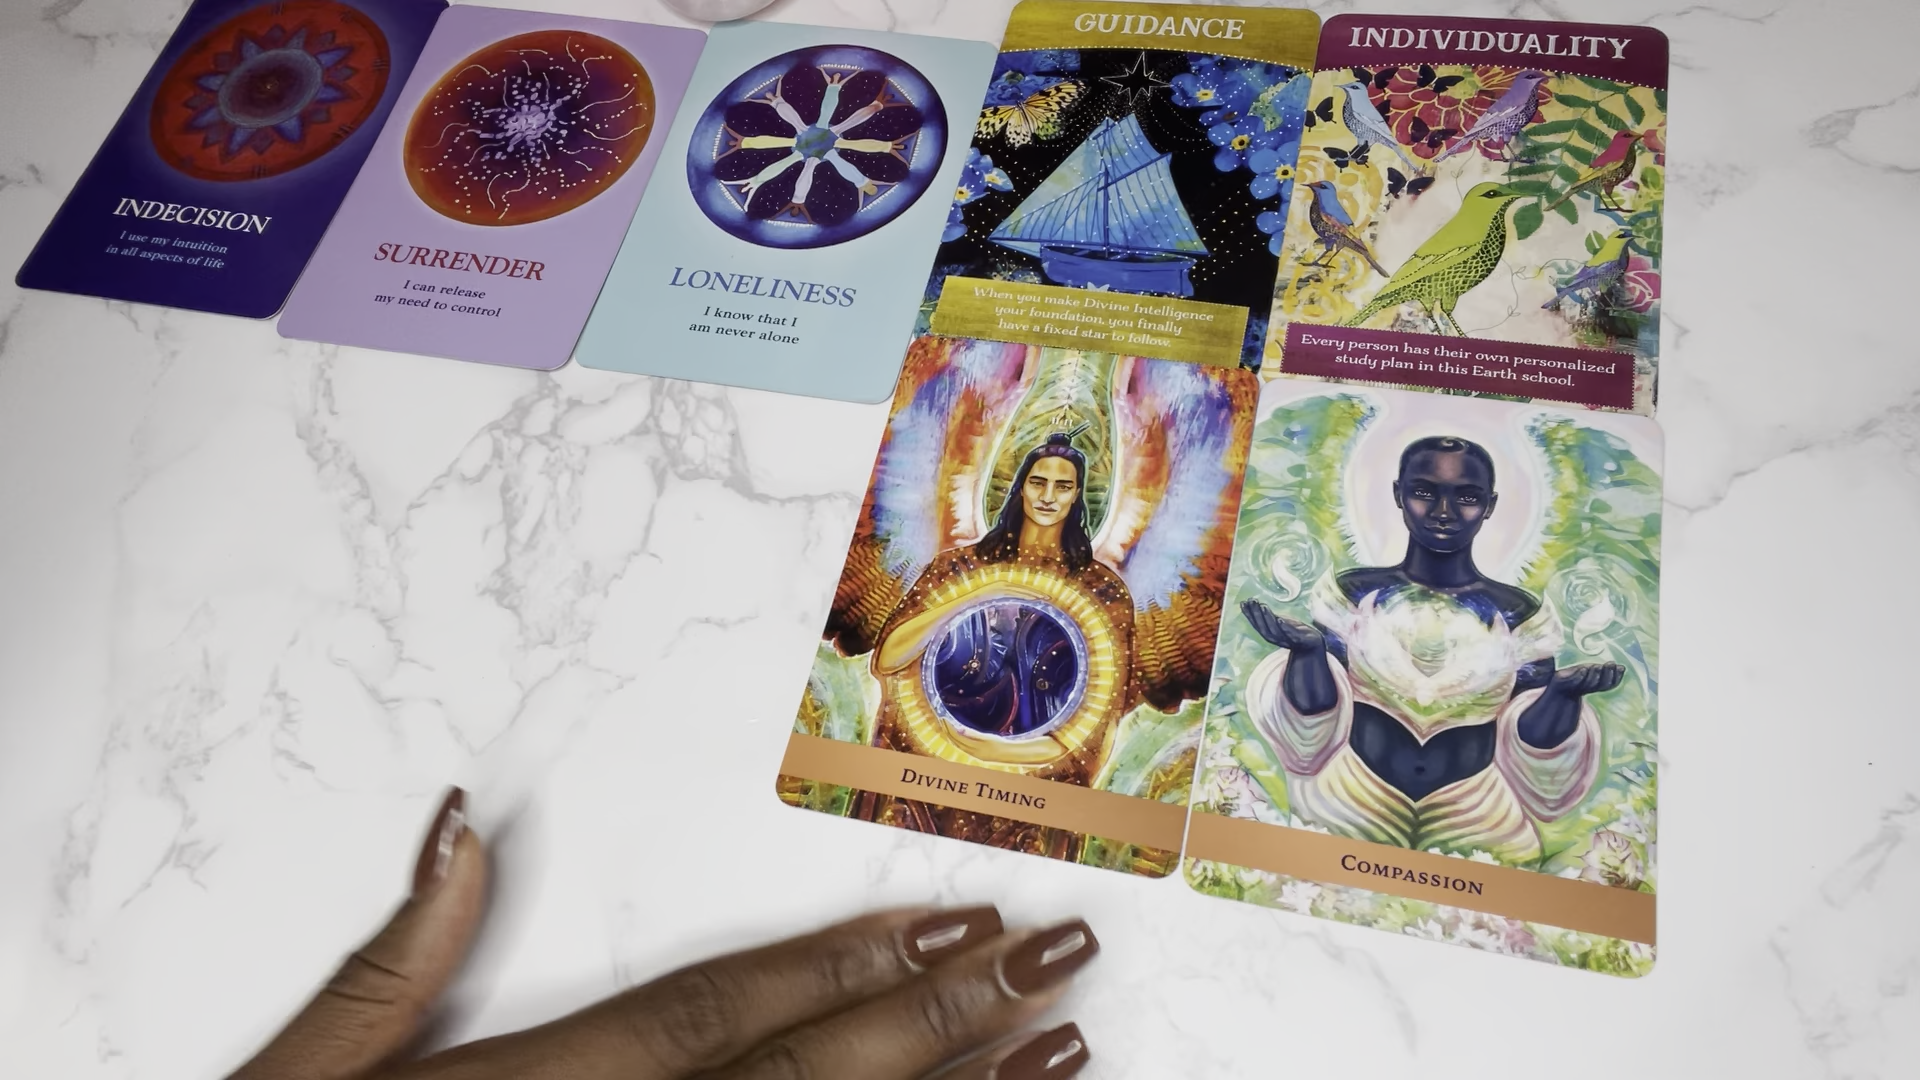 INDECISION
I use my intuition
in all aspects of life
SURRENDER
I can release
my need to control
LONELINESS
I know that I
am never alone
GUIDANCE
When you make Divine Intelligence
your foundation, you finally
have a fixed star to follow.
INDIVIDUALITY
Every person has their own personalized
study plan in this Earth school.
DIVINE TIMING
COMPASSION